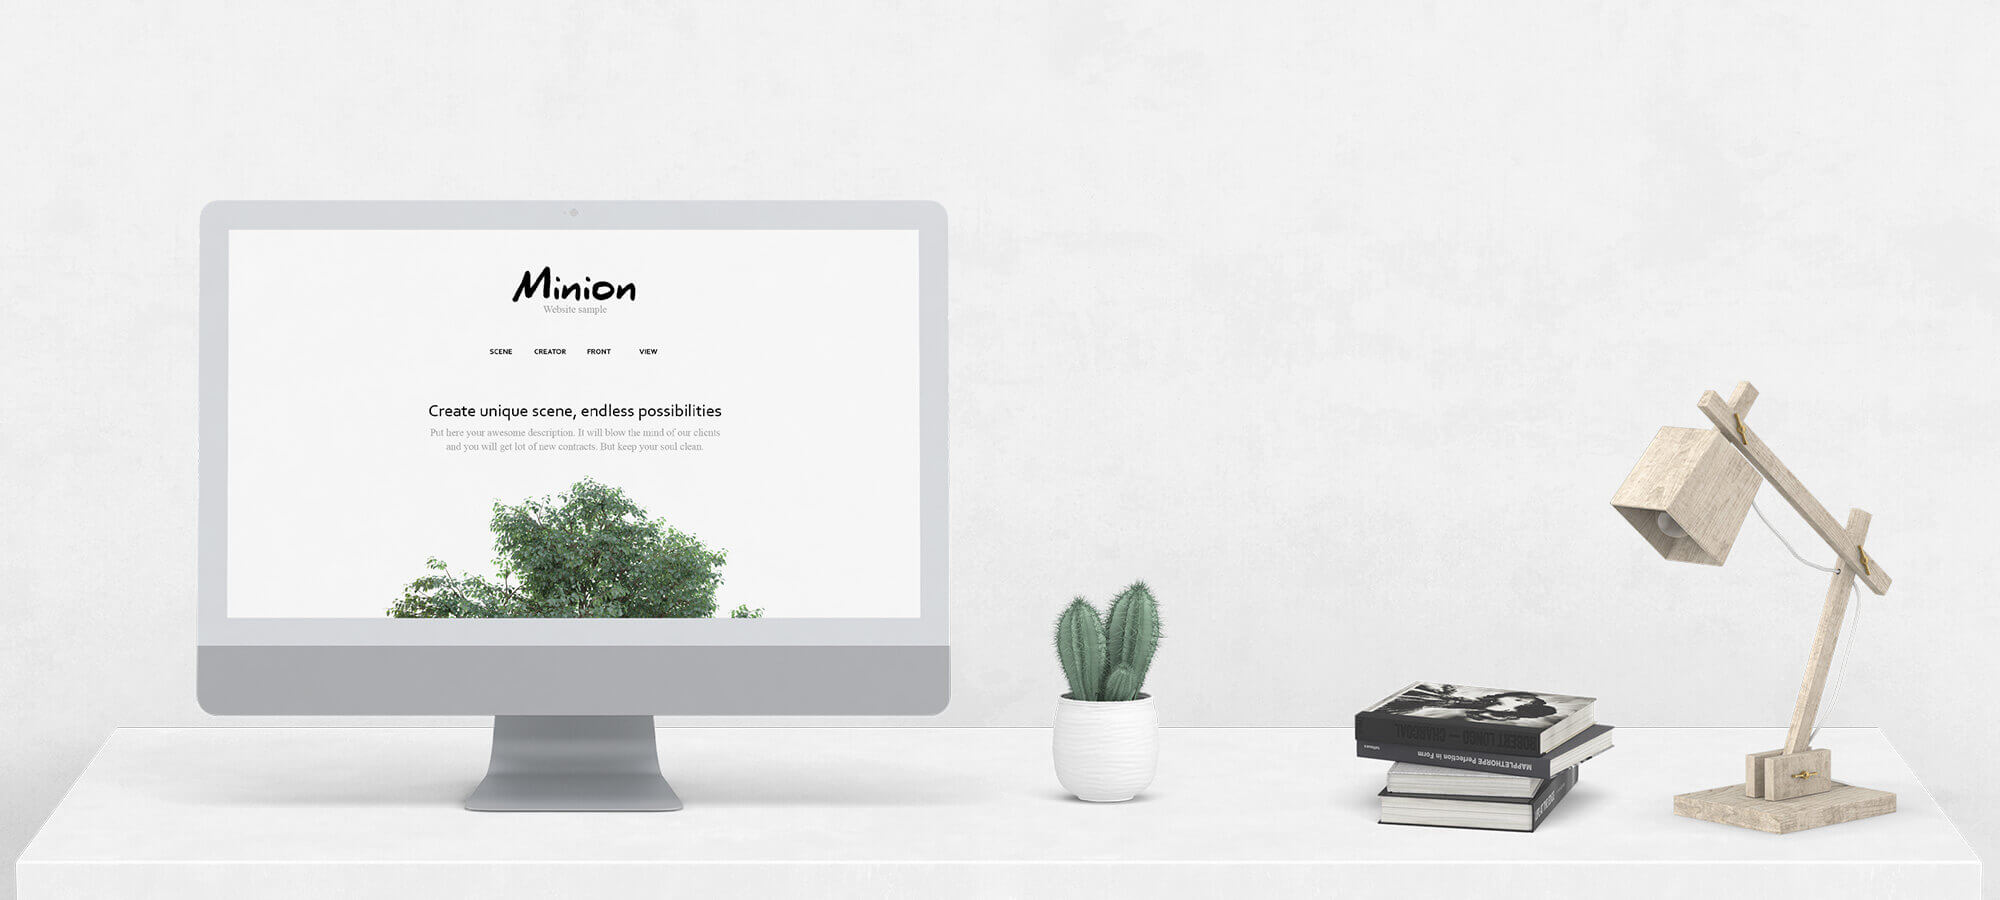 Minion
Website sample
SCENE CREATOR FRONT VIEW
Create unique scene, endless possibilities
Put here your awesome description. It will blow the mind of our clients
and you will get lot of new contracts. But keep your soul clean.
ROBERT LONGO — CHARCOAL
MAPPLETHORPE Perfection in Form